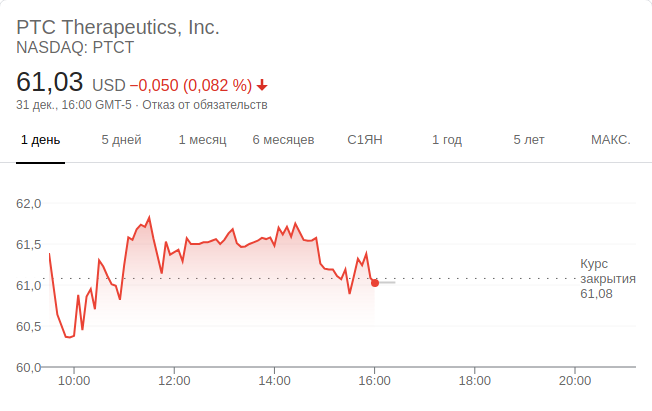 PTC Therapeutics, Inc.
NASDAQ: PTCT
61,03 USD −0,050 (0,082 %)
31 дек., 16:00 GMT-5 · Отказ от обязательств
1 день 5 дней 1 месяц 6 месяцев С1ЯН 1 год 5 лет МАКС.
62,0
61,5
Курс
закрытия
61,08
61,0
60,5
60,0
10:00 12:00 14:00 16:00 18:00 20:00